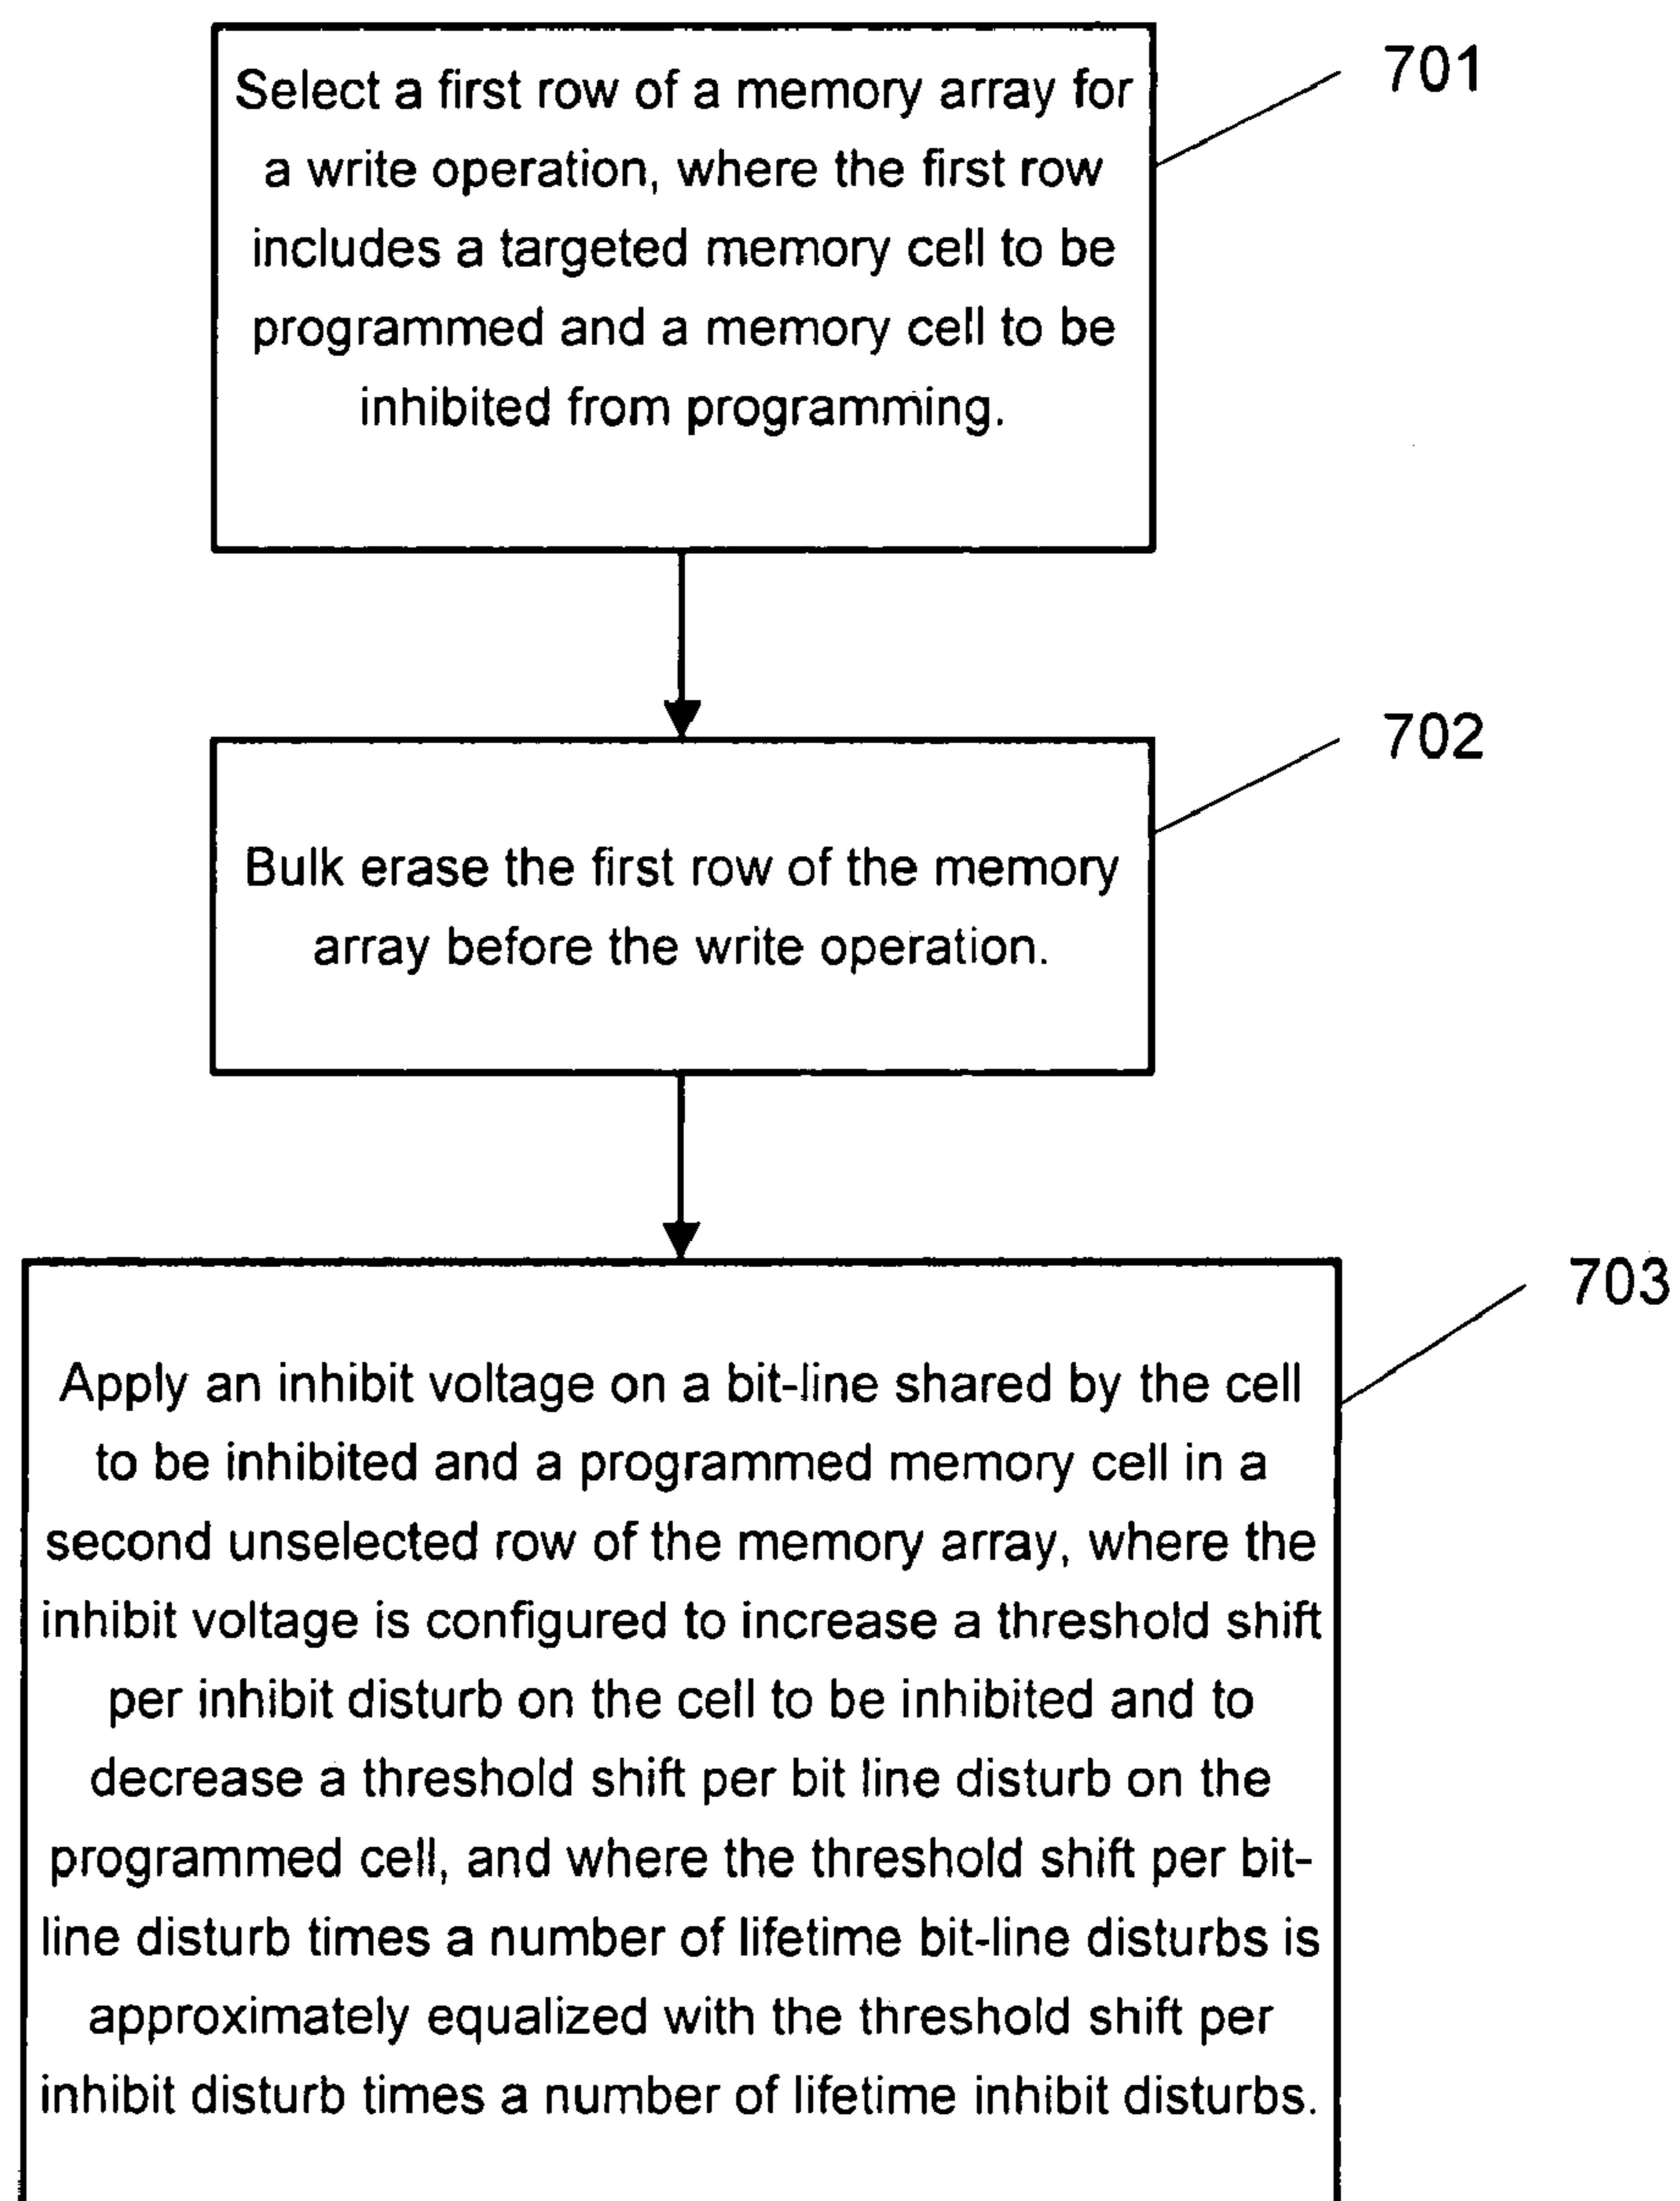 Select a first row of a memory array for
a write operation, where the first row
includes a targeted memory cell to be
programmed and a memory cell to be
inhibited from programming.
701
Bulk erase the first row of the memory
array before the write operation.
702
Apply an inhibit voltage on a bit-line shared by the cell
to be inhibited and a programmed memory cell in a
second unselected row of the memory array, where the
inhibit voltage is configured to increase a threshold shift
per inhibit disturb on the cell to be inhibited and to
decrease a threshold shift per bit line disturb on the
programmed cell, and where the threshold shift per bit-
line disturb times a number of lifetime bit-line disturbs is
approximately equalized with the threshold shift per
inhibit disturb times a number of lifetime inhibit disturbs.
703